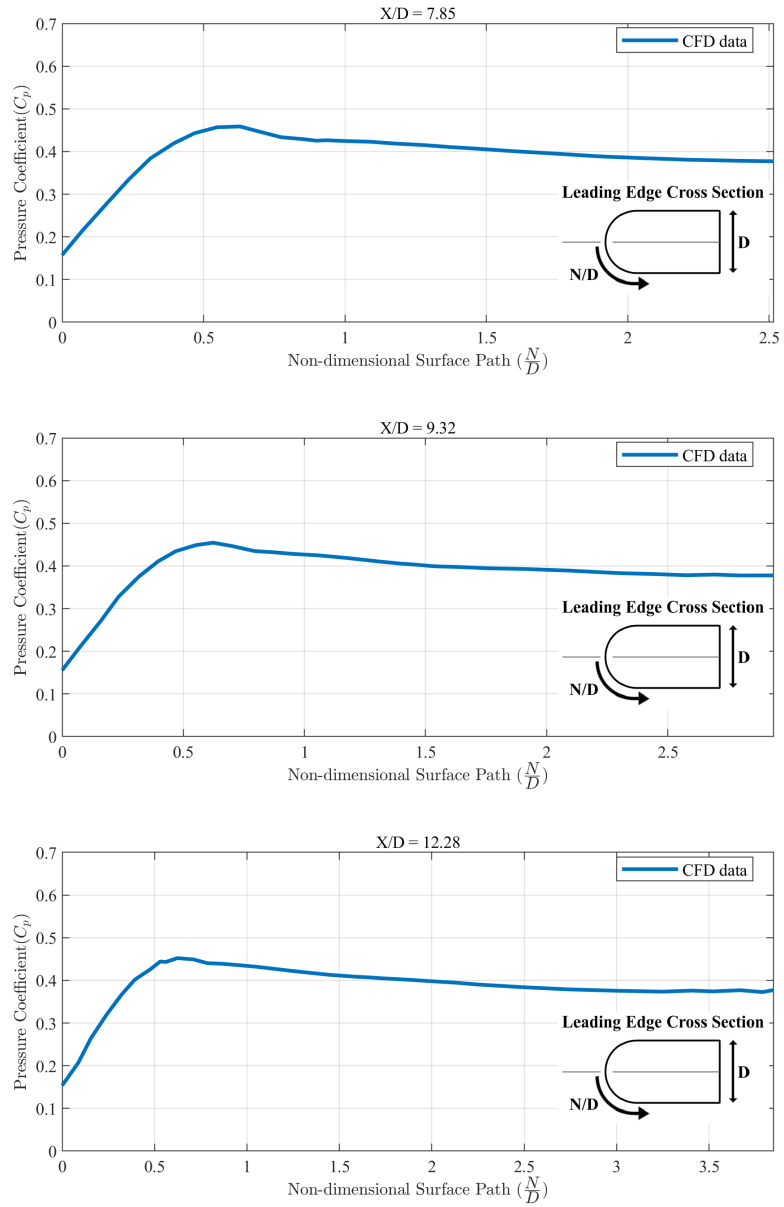 X/D = 7.85
0.7
0.6
0.5
0.4
0.3
0.2
0.1
0
Pressure Coefficient(C_p)
CFD data
Leading Edge Cross Section
D
N/D
0 0.5 1 1.5 2 2.5
Non-dimensional Surface Path (N/D)
X/D = 9.32
0.7
0.6
0.5
0.4
0.3
0.2
0.1
0
Pressure Coefficient(C_p)
CFD data
Leading Edge Cross Section
D
N/D
0 0.5 1 1.5 2 2.5
Non-dimensional Surface Path (N/D)
X/D = 12.28
0.7
0.6
0.5
0.4
0.3
0.2
0.1
0
Pressure Coefficient(C_p)
CFD data
Leading Edge Cross Section
D
N/D
0 0.5 1 1.5 2 2.5 3 3.5
Non-dimensional Surface Path (N/D)